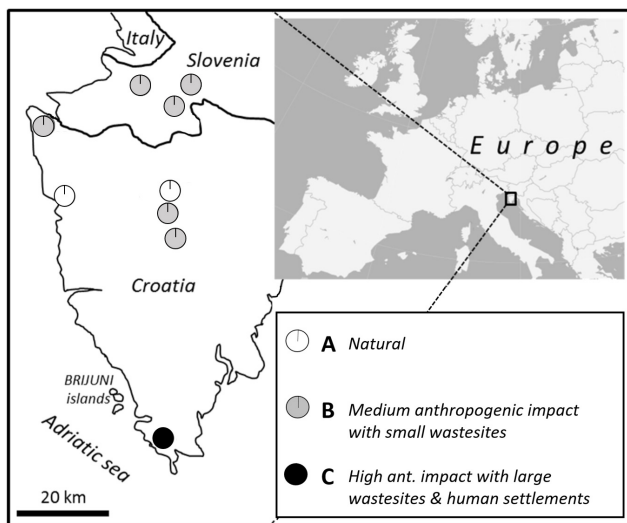 Italy
Slovenia
Europe
Croatia
BRIJUNI
islands
Adriatic sea
20 km
A Natural
B Medium anthropogenic impact
with small wastesites
C High ant. impact with large
wastesites & human settlements